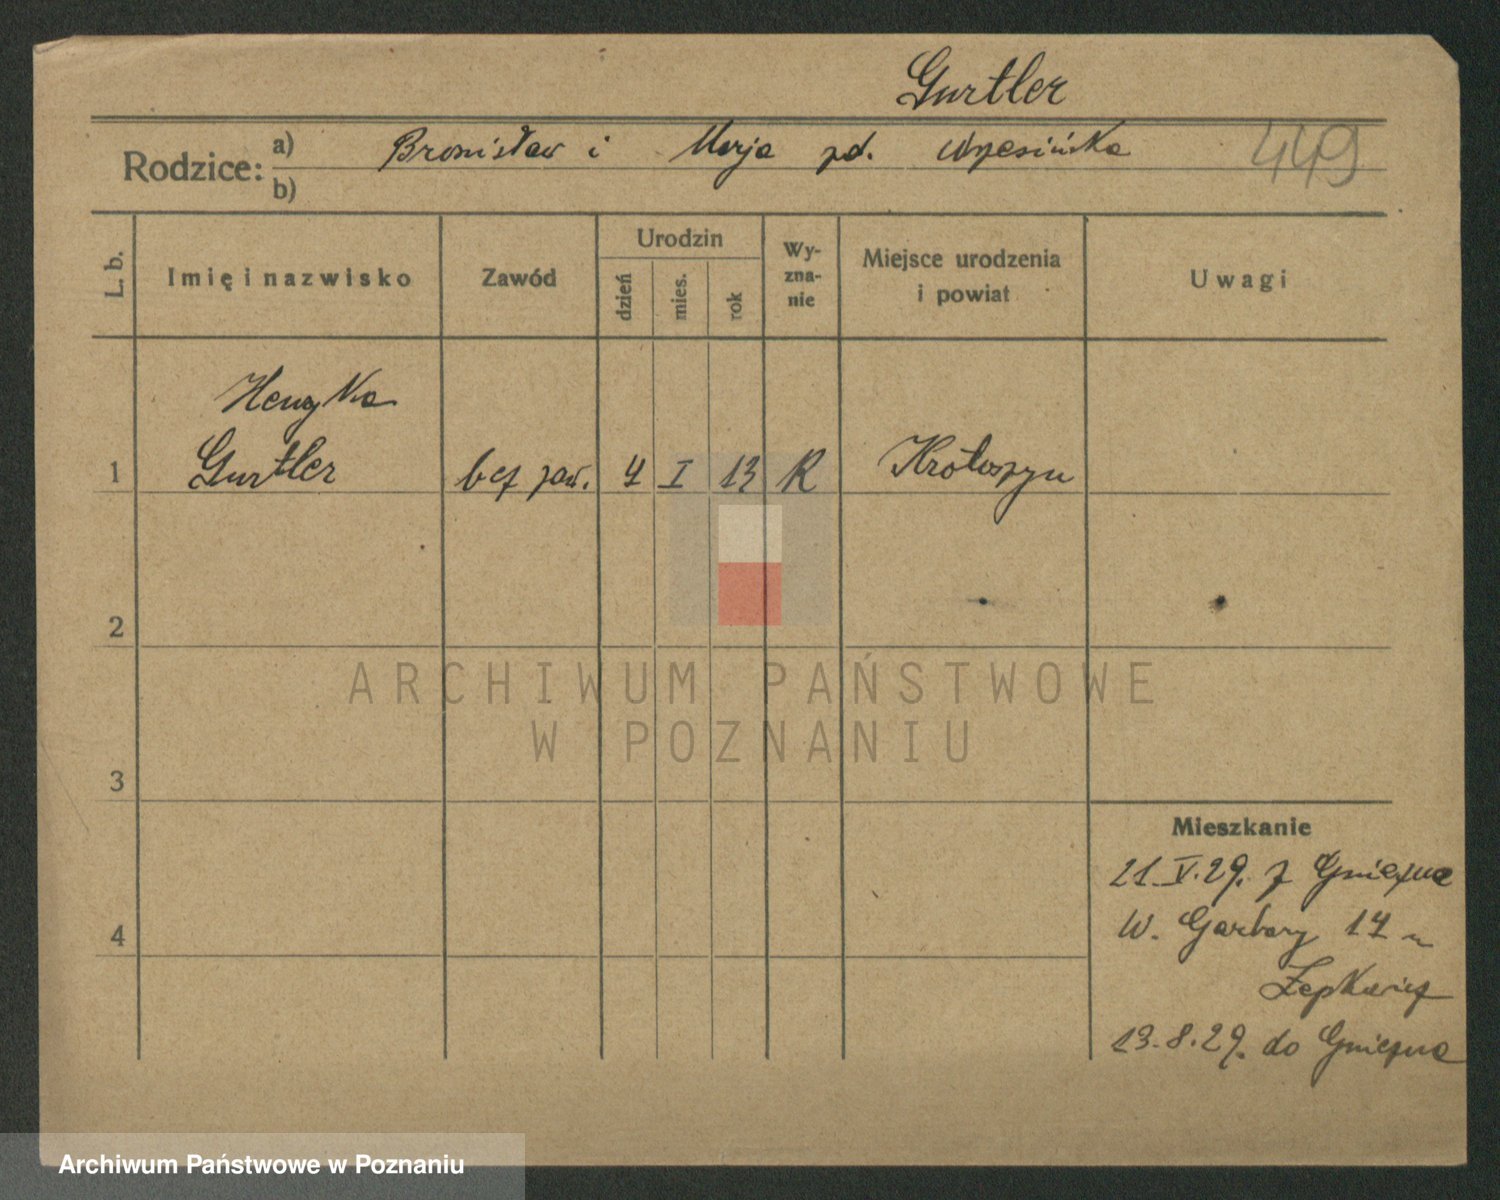 Gurtler
Rodzice: a) Bronisław i Marja zd. Wrzesińska 449
b)
L. b. Imię i nazwisko Zawód Urodzin dzień mies. rok Wy-zna-nie Miejsce urodzenia i powiat Uwagi
Henryka
1 Gurtler bez zaw. 4 I 13 R Krotoszyn
2
ARCHIWUM PAŃSTWOWE
W POZNANIU
3
Mieszkanie
21.V.29. z Gniezna
4 W. Garbary 17 u
13.8.29. do Gniezna
Archiwum Państwowe w Poznaniu